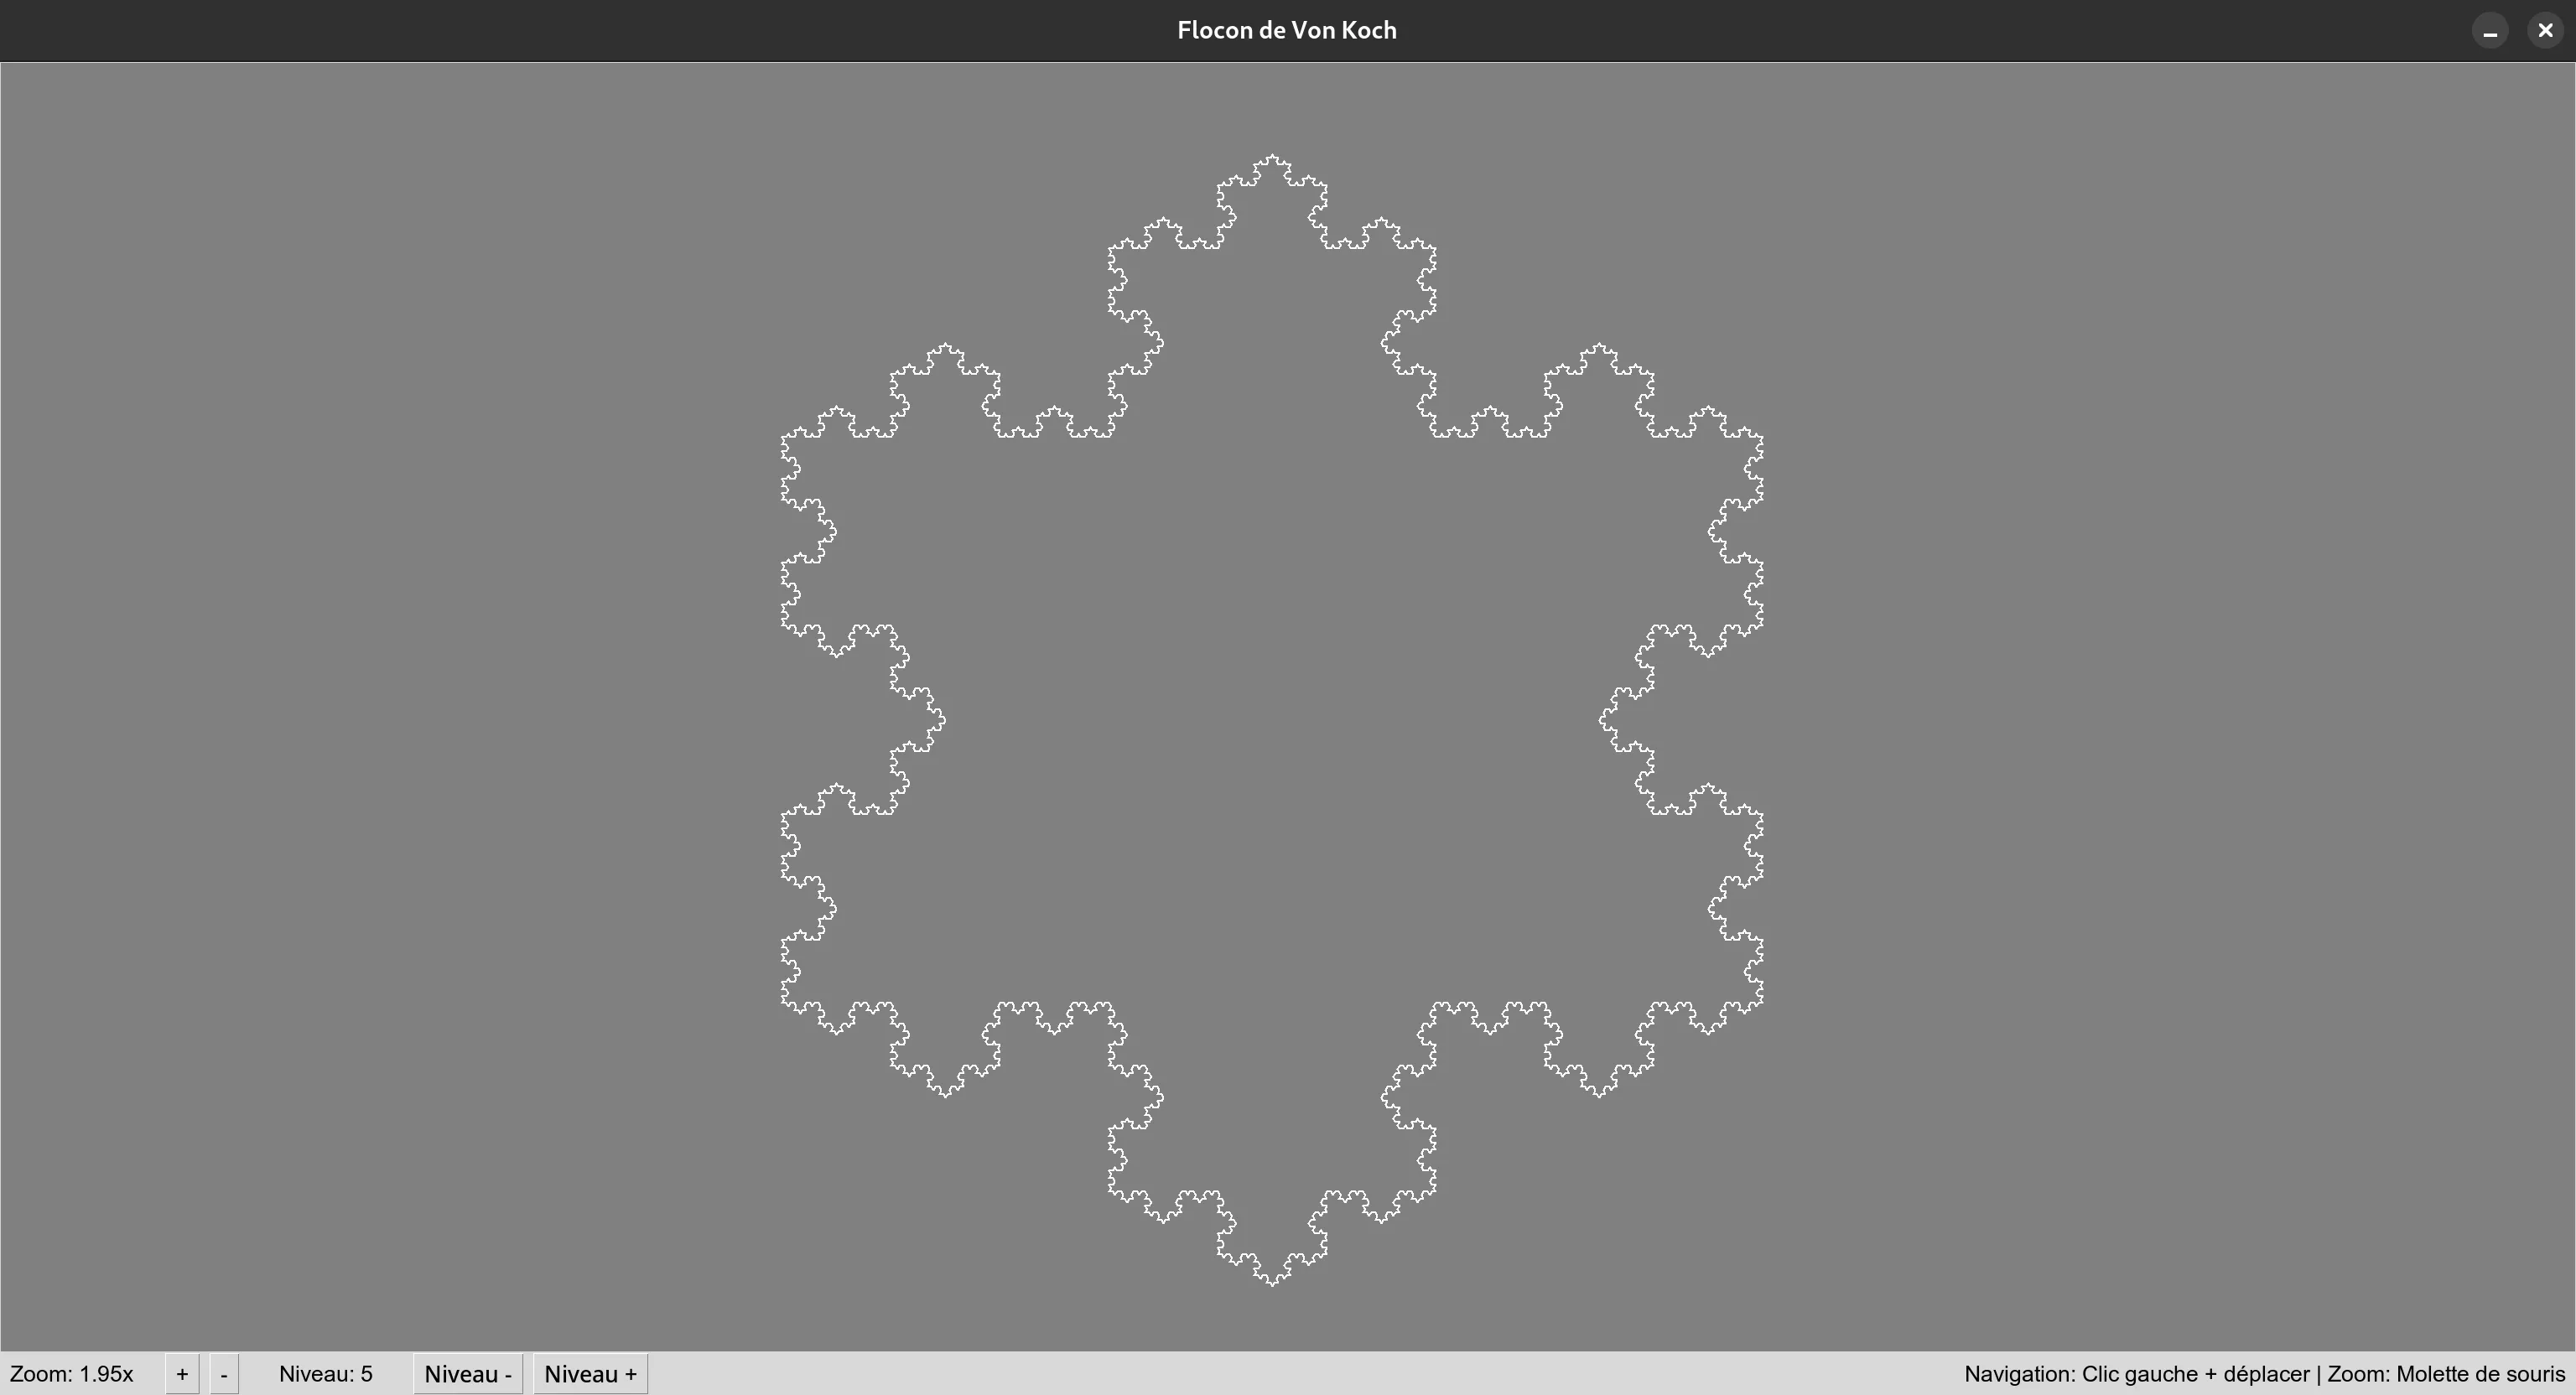 Flocon de Von Koch
Zoom: 1.95x + - Niveau: 5 Niveau - Niveau + Navigation: Clic gauche + déplacer | Zoom: Molette de souris